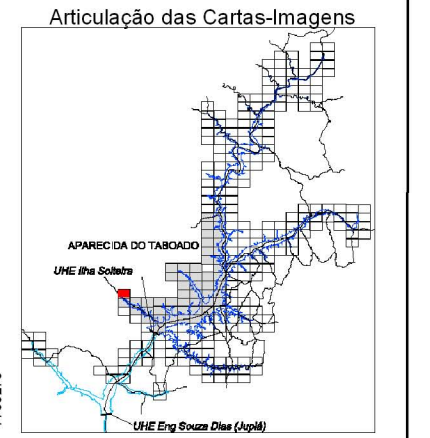 Articulação das Cartas-Imagens
APARECIDA DO TABOADO
UHE Ilha Solteira
UHE Eng Souza Dias (Jupiá)